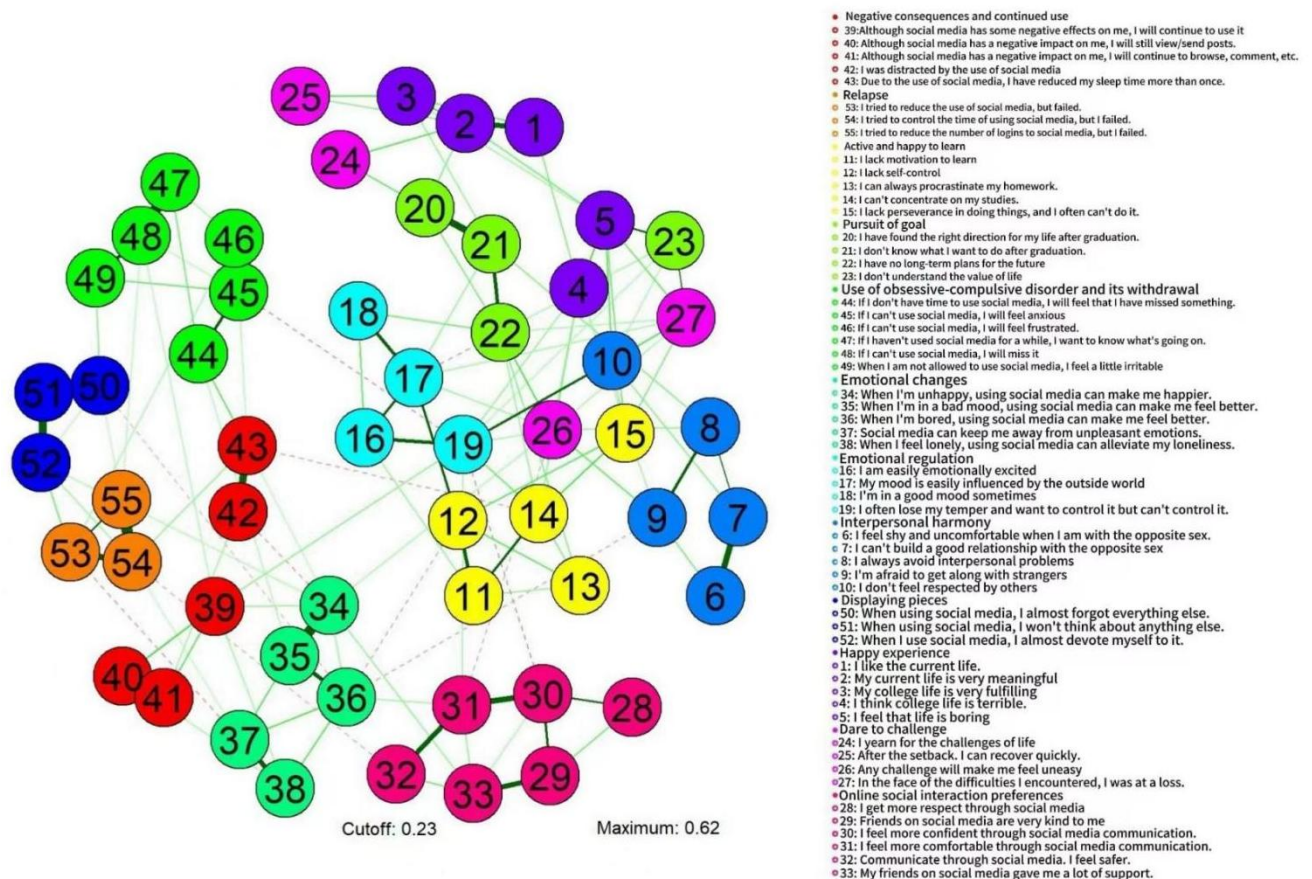 25
3
2
1
24
47
20
5
23
48
46
21
49
45
4
18
22
27
44
10
17
51
50
43
16
19
26
15
8
52
55
42
12
14
9
7
53
54
11
13
6
39
34
35
40
41
36
31
30
28
37
32
33
29
38
Cutoff: 0.23
Maximum: 0.62
Negative consequences and continued use
39:Although social media has some negative effects on me, I will continue to use it
40: Although social media has a negative impact on me, I will still view/send posts.
41: Although social media has a negative impact on me, I will continue to browse, comment, etc.
42: I was distracted by the use of social media
43: Due to the use of social media, I have reduced my sleep time more than once.
Relapse
53: I tried to reduce the use of social media, but failed.
54: I tried to control the time of using social media, but I failed.
55: I tried to reduce the number of logins to social media, but I failed.
Active and happy to learn
11: I lack motivation to learn
12: I lack self-control
13: I can always procrastinate my homework.
14: I can't concentrate on my studies.
15: I lack perseverance in doing things, and I often can't do it.
Pursuit of goal
20: I have found the right direction for my life after graduation.
21: I don't know what I want to do after graduation.
22: I have no long-term plans for the future
23: I don't understand the value of life
Use of obsessive-compulsive disorder and its withdrawal
44: If I don't have time to use social media, I will feel that I have missed something.
45: If I can't use social media, I will feel anxious
46: If I can't use social media, I will feel frustrated.
47: If I haven't used social media for a while, I want to know what's going on.
48: If I can't use social media, I will miss it
49: When I am not allowed to use social media, I feel a little irritable
Emotional changes
34: When I'm unhappy, using social media can make me happier.
35: When I'm in a bad mood, using social media can make me feel better.
36: When I'm bored, using social media can make me feel better.
37: Social media can keep me away from unpleasant emotions.
38: When I feel lonely, using social media can alleviate my loneliness.
Emotional regulation
16: I am easily emotionally excited
17: My mood is easily influenced by the outside world
18: I'm in a good mood sometimes
19: I often lose my temper and want to control it but can't control it.
Interpersonal harmony
6: I feel shy and uncomfortable when I am with the opposite sex.
7: I can't build a good relationship with the opposite sex
8: I always avoid interpersonal problems
9: I'm afraid to get along with strangers
10: I don't feel respected by others
Displaying pieces
50: When using social media, I almost forgot everything else.
51: When using social media, I won't think about anything else.
52: When I use social media, I almost devote myself to it.
Happy experience
1: I like the current life.
2: My current life is very meaningful
3: My college life is very fulfilling
4: I think college life is terrible.
5: I feel that life is boring
Dare to challenge
24: I yearn for the challenges of life
25: After the setback. I can recover quickly.
26: Any challenge will make me feel uneasy
27: In the face of the difficulties I encountered, I was at a loss.
Online social interaction preferences
28: I get more respect through social media
29: Friends on social media are very kind to me
30: I feel more confident through social media communication.
31: I feel more comfortable through social media communication.
32: Communicate through social media. I feel safer.
33: My friends on social media gave me a lot of support.